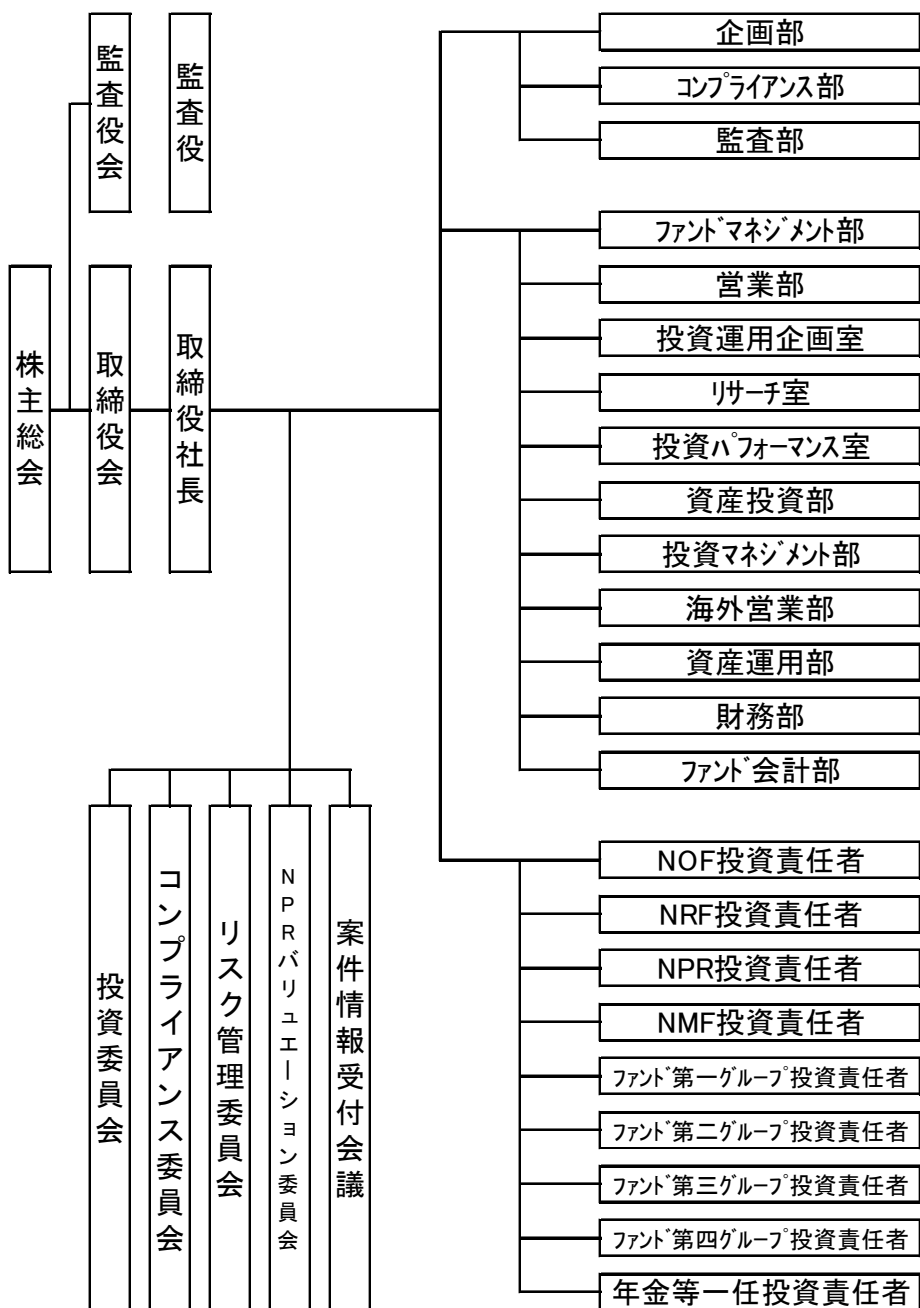 株主総会
監査役会
監査役
取締役会
取締役社長
投資委員会
コンプライアンス委員会
リスク管理委員会
NPRバリュエーション委員会
案件情報受付会議
企画部
コンプライアンス部
監査部
ファンドマネジメント部
営業部
投資運用企画室
リサーチ室
投資パフォーマンス室
資産投資部
投資マネジメント部
海外営業部
資産運用部
財務部
ファンド会計部
NOF投資責任者
NRF投資責任者
NPR投資責任者
NMF投資責任者
ファンド第一グループ投資責任者
ファンド第二グループ投資責任者
ファンド第三グループ投資責任者
ファンド第四グループ投資責任者
年金等一任投資責任者